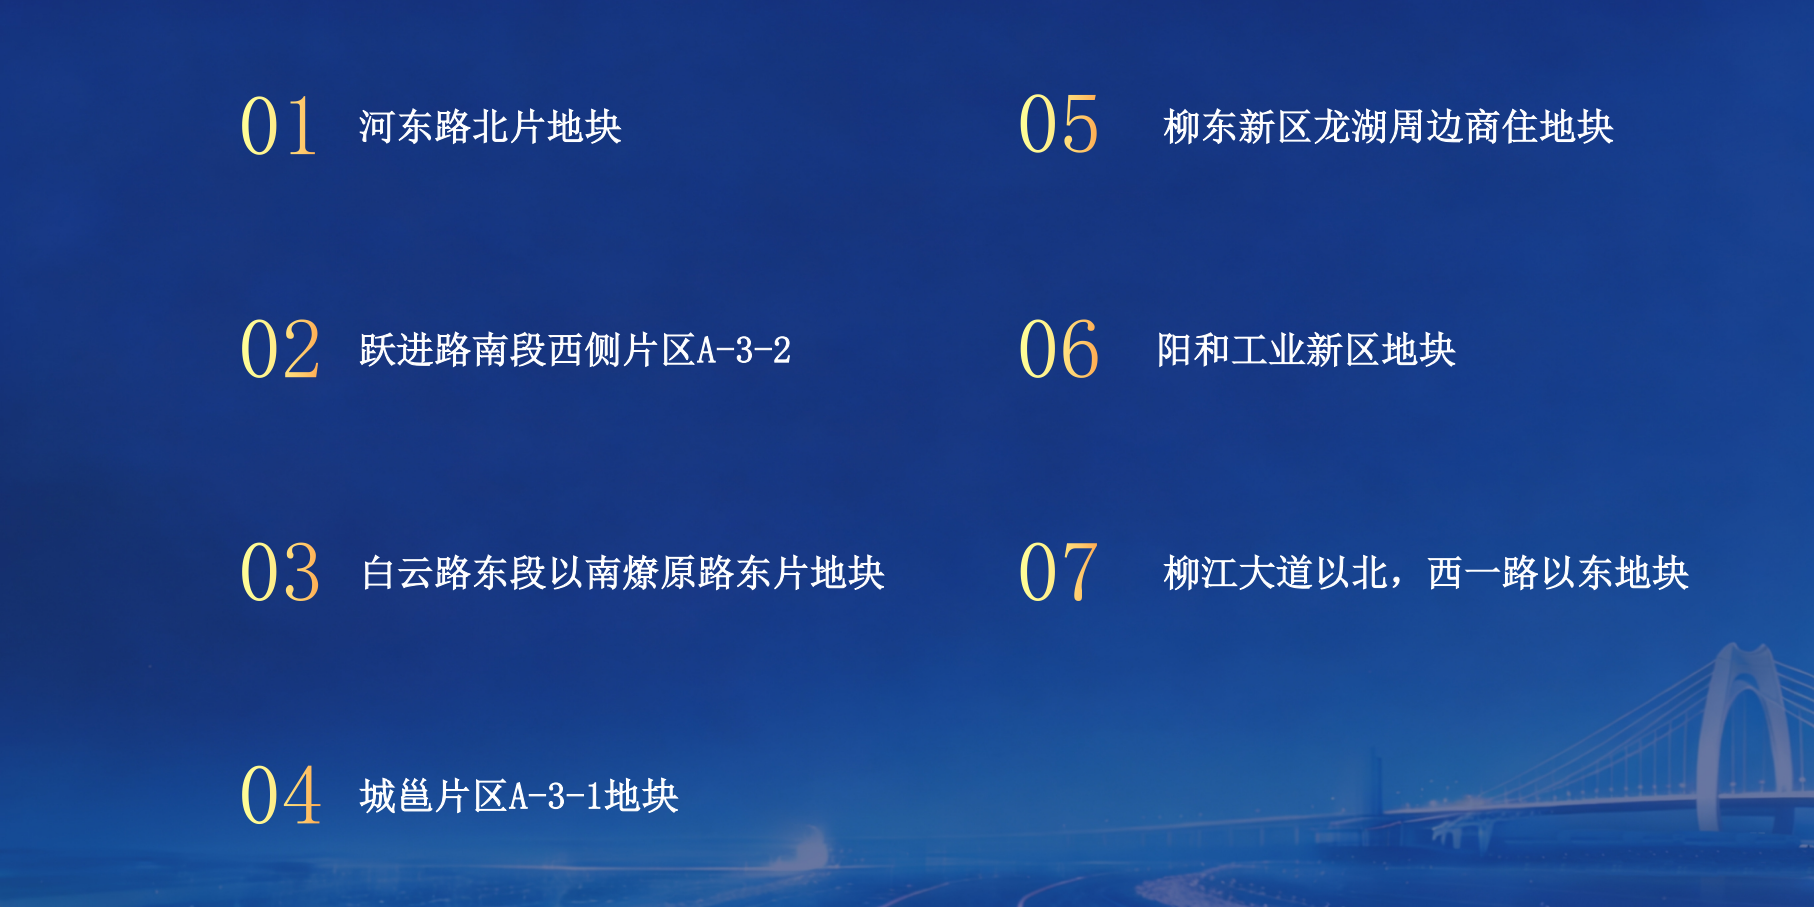 01 河东路北片地块
02 跃进路南段西侧片区A-3-2
03 白云路东段以南燎原路东片地块
04 城邕片区A-3-1地块
05 柳东新区龙湖周边商住地块
06 阳和工业新区地块
07 柳江大道以北，西一路以东地块